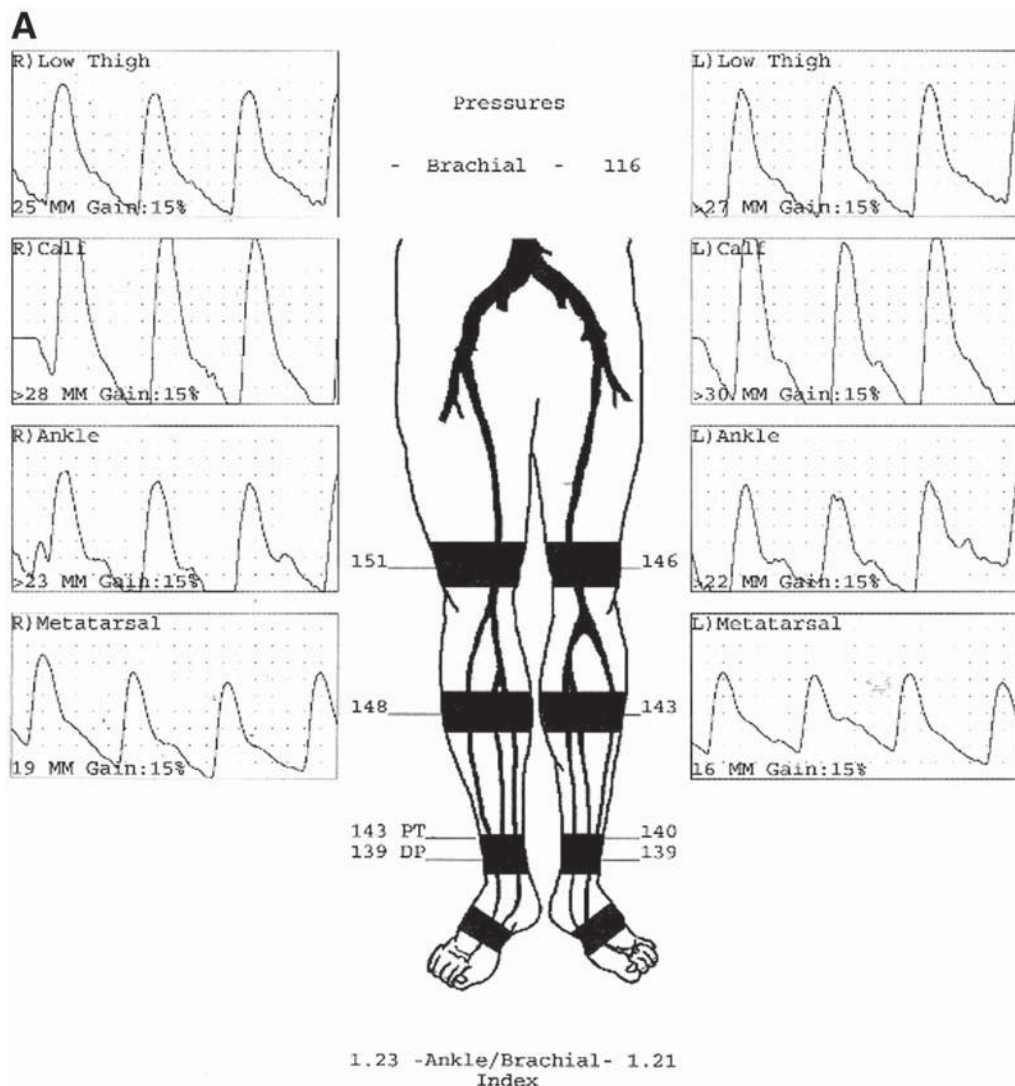 A
R)Low Thigh
25 MM Gain:15%
R)Calf
>28 MM Gain:15%
R)Ankle
>23 MM Gain:15%
R)Metatarsal
19 MM Gain:15%
Pressures
- Brachial - 116
151 146
148 143
143 PT 140
139 DP 139
1.23 -Ankle/Brachial- 1.21
Index
L)Low Thigh
>27 MM Gain:15%
L)Calf
>30 MM Gain:15%
L)Ankle
>22 MM Gain:15%
L)Metatarsal
16 MM Gain:15%